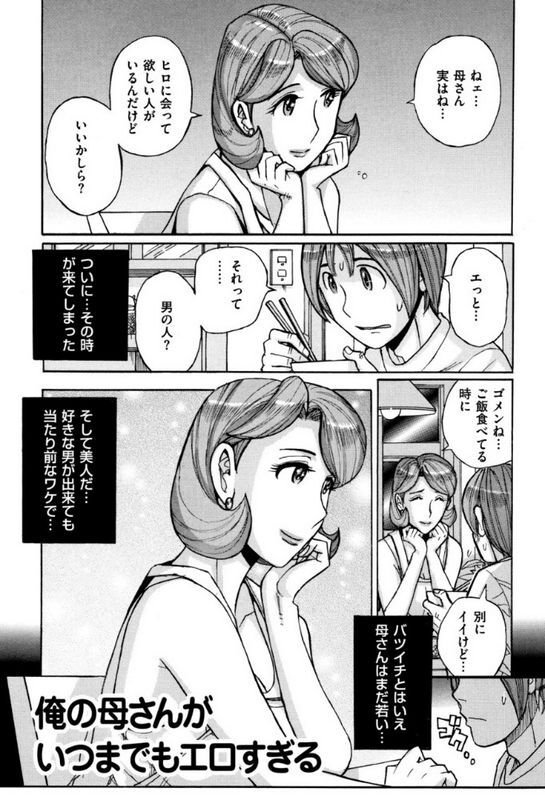 ねェ…
母さん
実はね…
ヒロに会って
欲しい人が
いるんだけど
いいかしら？
エっと…
それって
……
男の人？
ついに…その時
が来てしまった
ゴメンね…
ご飯食べてる
時に
別に
イイけど…
そして美人だ…
好きな男が出来ても
当たり前なワケで…
バツイチとはいえ
母さんはまだ若い…
ゴク…
俺の母さんが
いつまでもエロすぎる